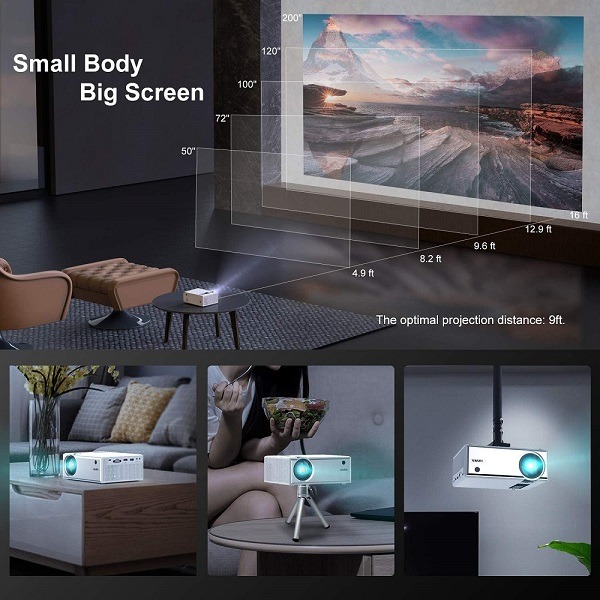 Small Body
Big Screen
200"
120"
100"
72"
50"
16 ft
12.9 ft
9.6 ft
8.2 ft
4.9 ft
The optimal projection distance: 9ft.